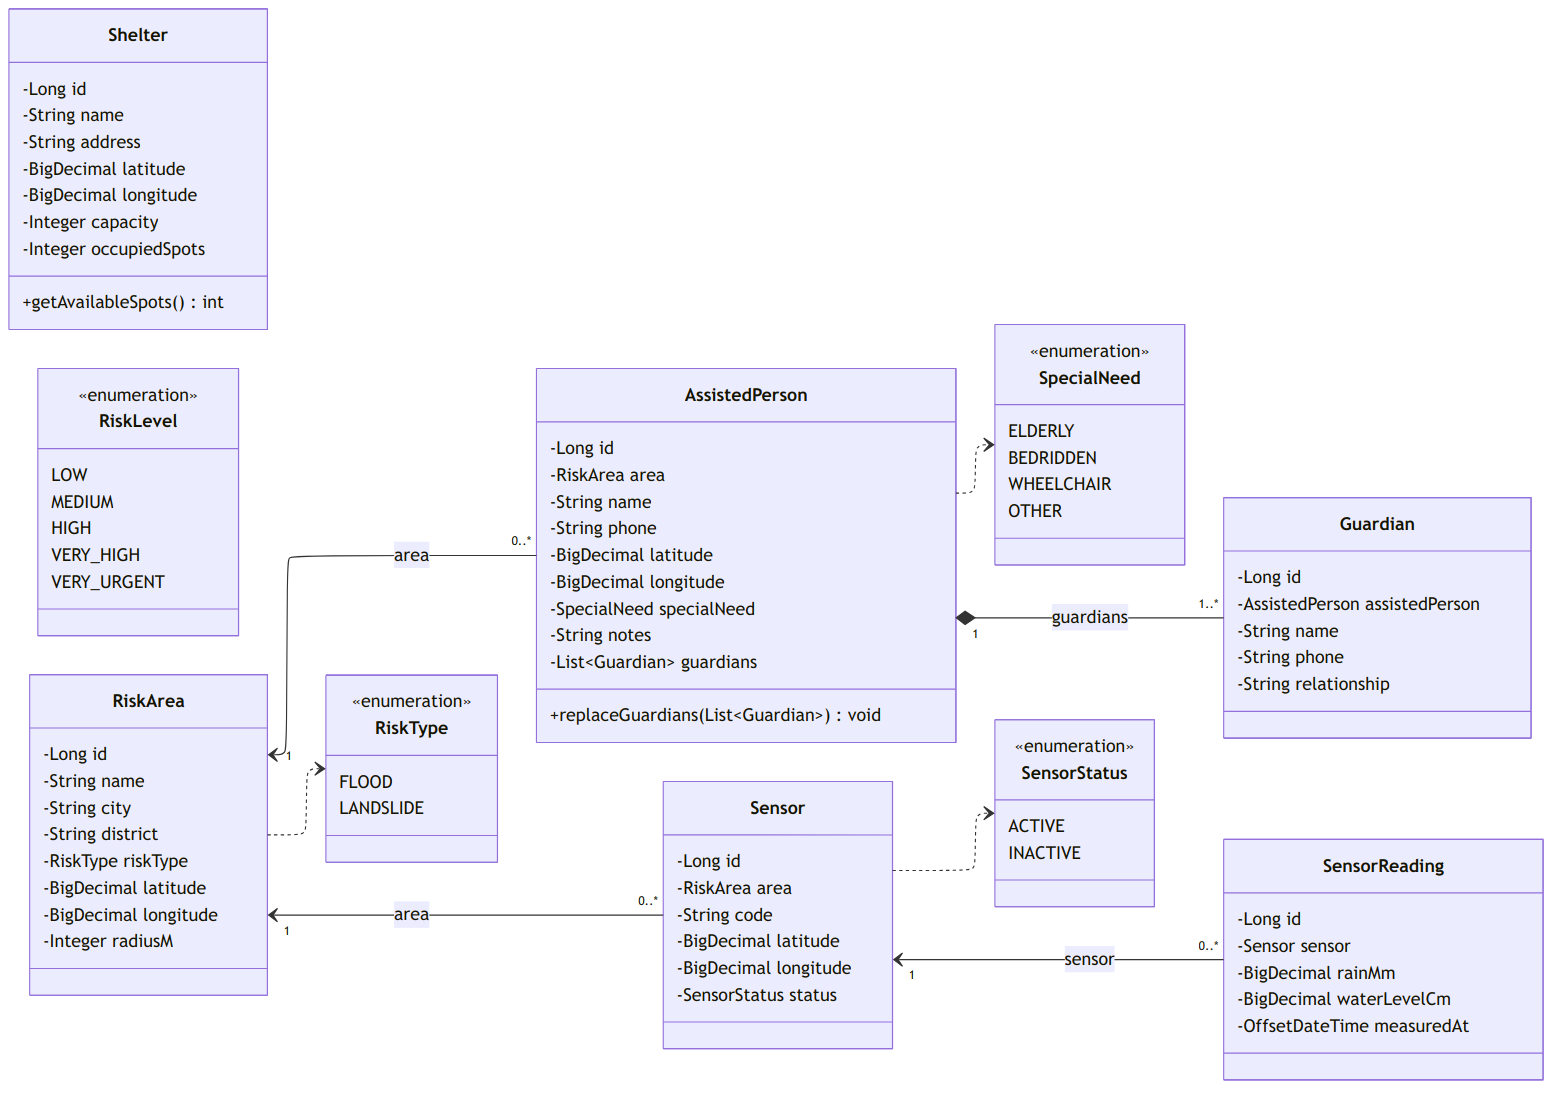 Shelter
-Long id
-String name
-String address
-BigDecimal latitude
-BigDecimal longitude
-Integer capacity
-Integer occupiedSpots
+getAvailableSpots() : int
«enumeration»
RiskLevel
LOW
MEDIUM
HIGH
VERY_HIGH
VERY_URGENT
AssistedPerson
-Long id
-RiskArea area
-String name
-String phone
-BigDecimal latitude
-BigDecimal longitude
-SpecialNeed specialNeed
-String notes
-List<Guardian> guardians
+replaceGuardians(List<Guardian>) : void
«enumeration»
SpecialNeed
ELDERLY
BEDRIDDEN
WHEELCHAIR
OTHER
Guardian
-Long id
-AssistedPerson assistedPerson
-String name
-String phone
-String relationship
area
0..*
1
guardians
1
1..*
RiskArea
-Long id
-String name
-String city
-String district
-RiskType riskType
-BigDecimal latitude
-BigDecimal longitude
-Integer radiusM
«enumeration»
RiskType
FLOOD
LANDSLIDE
Sensor
-Long id
-RiskArea area
-String code
-BigDecimal latitude
-BigDecimal longitude
-SensorStatus status
«enumeration»
SensorStatus
ACTIVE
INACTIVE
SensorReading
-Long id
-Sensor sensor
-BigDecimal rainMm
-BigDecimal waterLevelCm
-OffsetDateTime measuredAt
area
0..*
1
sensor
0..*
1